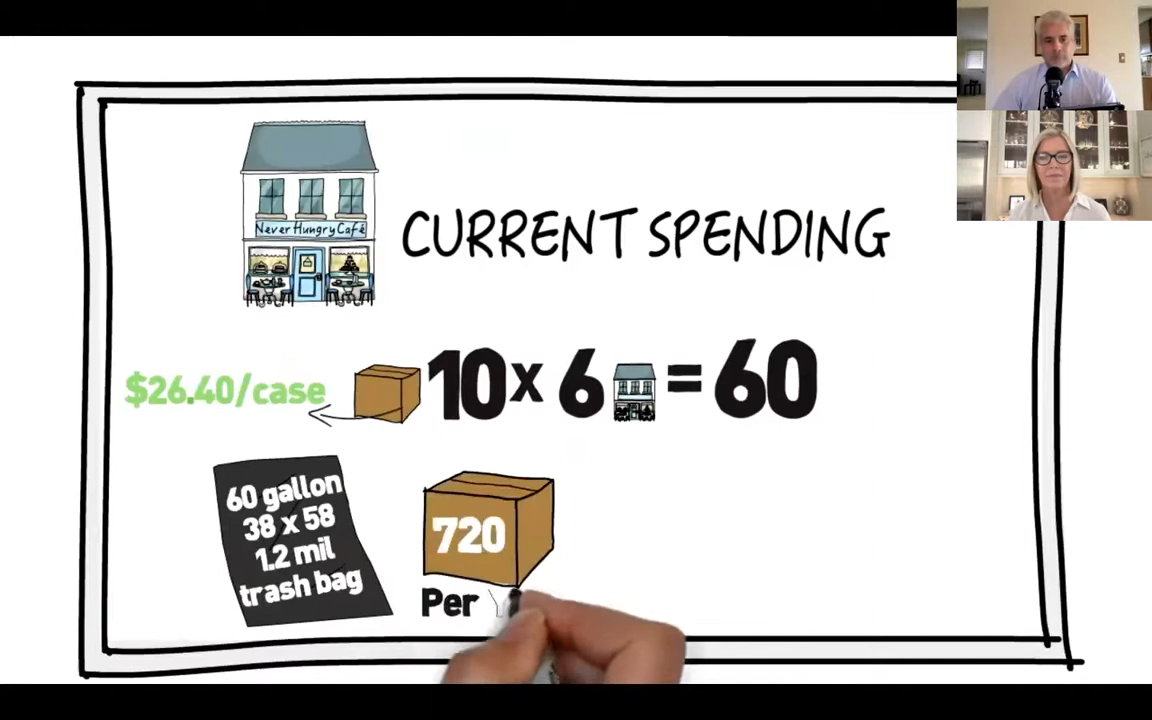 Never Hungry Café
CURRENT SPENDING
$26.40/case
10 x 6 = 60
60 gallon
38 x 58
1.2 mil
trash bag
720
Per